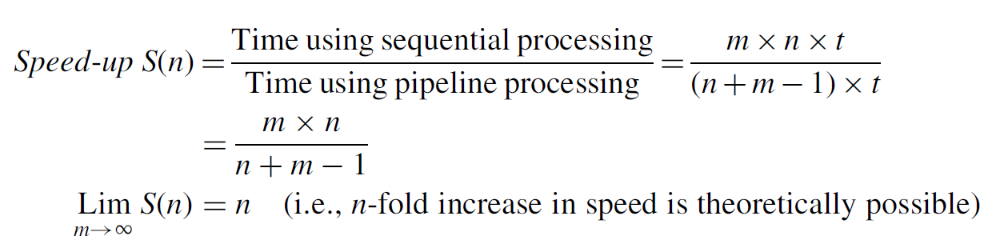 Speed-up S(n) = Time using sequential processing / Time using pipeline processing = m × n × t / (n + m − 1) × t
= m × n / n + m − 1
Lim S(n) = n (i.e., n-fold increase in speed is theoretically possible)
m→∞